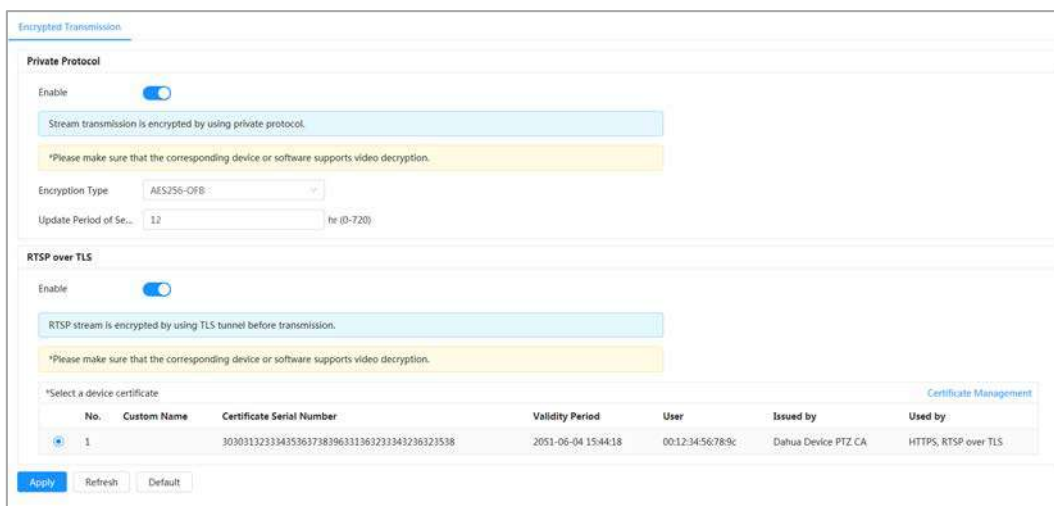 Encrypted Transmission
Private Protocol
Enable
Stream transmission is encrypted by using private protocol.
*Please make sure that the corresponding device or software supports video decryption.
Encryption Type AES256-OFB
Update Period of Se... 12 hr (0-720)
RTSP over TLS
Enable
RTSP stream is encrypted by using TLS tunnel before transmission.
*Please make sure that the corresponding device or software supports video decryption.
*Select a device certificate Certificate Management
No. Custom Name Certificate Serial Number Validity Period User Issued by Used by
1 30303132333435363738396331363233343236323538 2051-06-04 15:44:18 00:12:34:56:78:9c Dahua Device PTZ CA HTTPS, RTSP over TLS
Apply Refresh Default